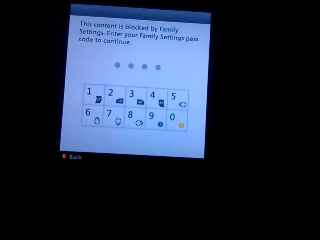 This content is blocked by Family
Settings. Enter your Family Settings pass
code to continue.
1 2 3 4 5
6 7 8 9 0
Back